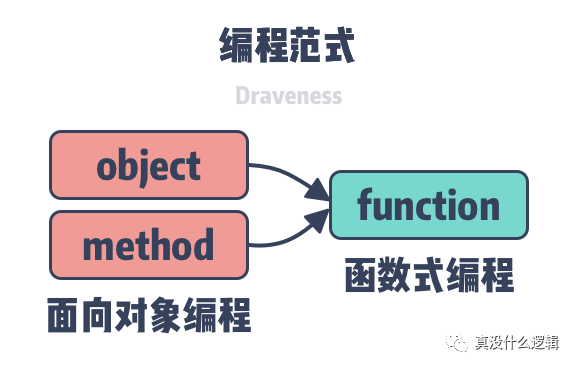 编程范式
Draveness
object
method
function
面向对象编程
函数式编程
真没什么逻辑